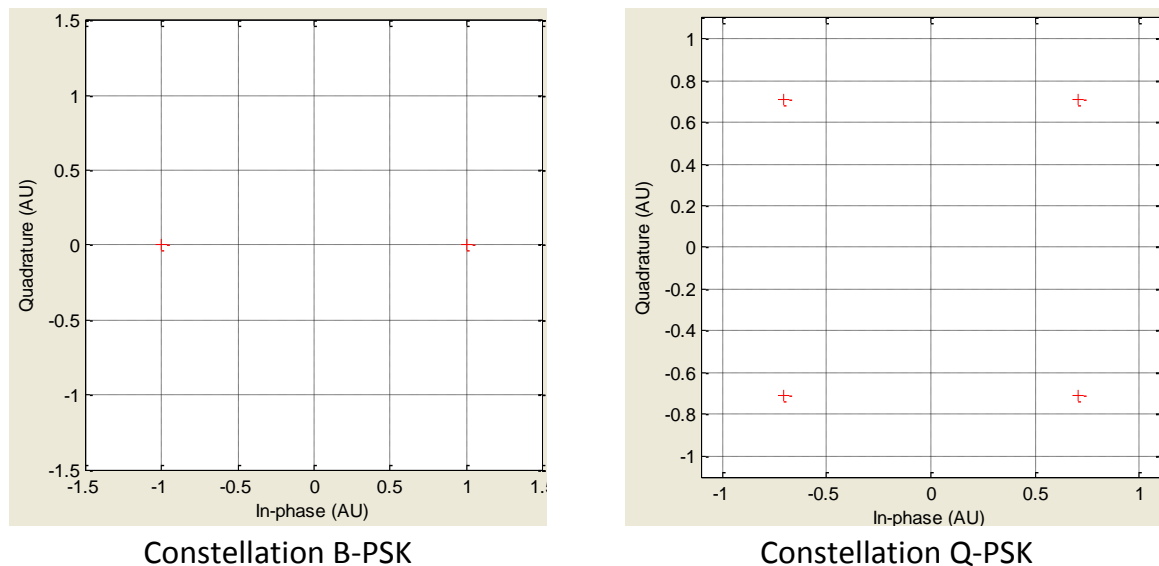 1.5
1
0.5
0
-0.5
-1
-1.5
Quadrature (AU)
-1.5 -1 -0.5 0 0.5 1 1.5
In-phase (AU)
Constellation B-PSK
1
0.8
0.6
0.4
0.2
0
-0.2
-0.4
-0.6
-0.8
-1
Quadrature (AU)
-1 -0.5 0 0.5 1
In-phase (AU)
Constellation Q-PSK